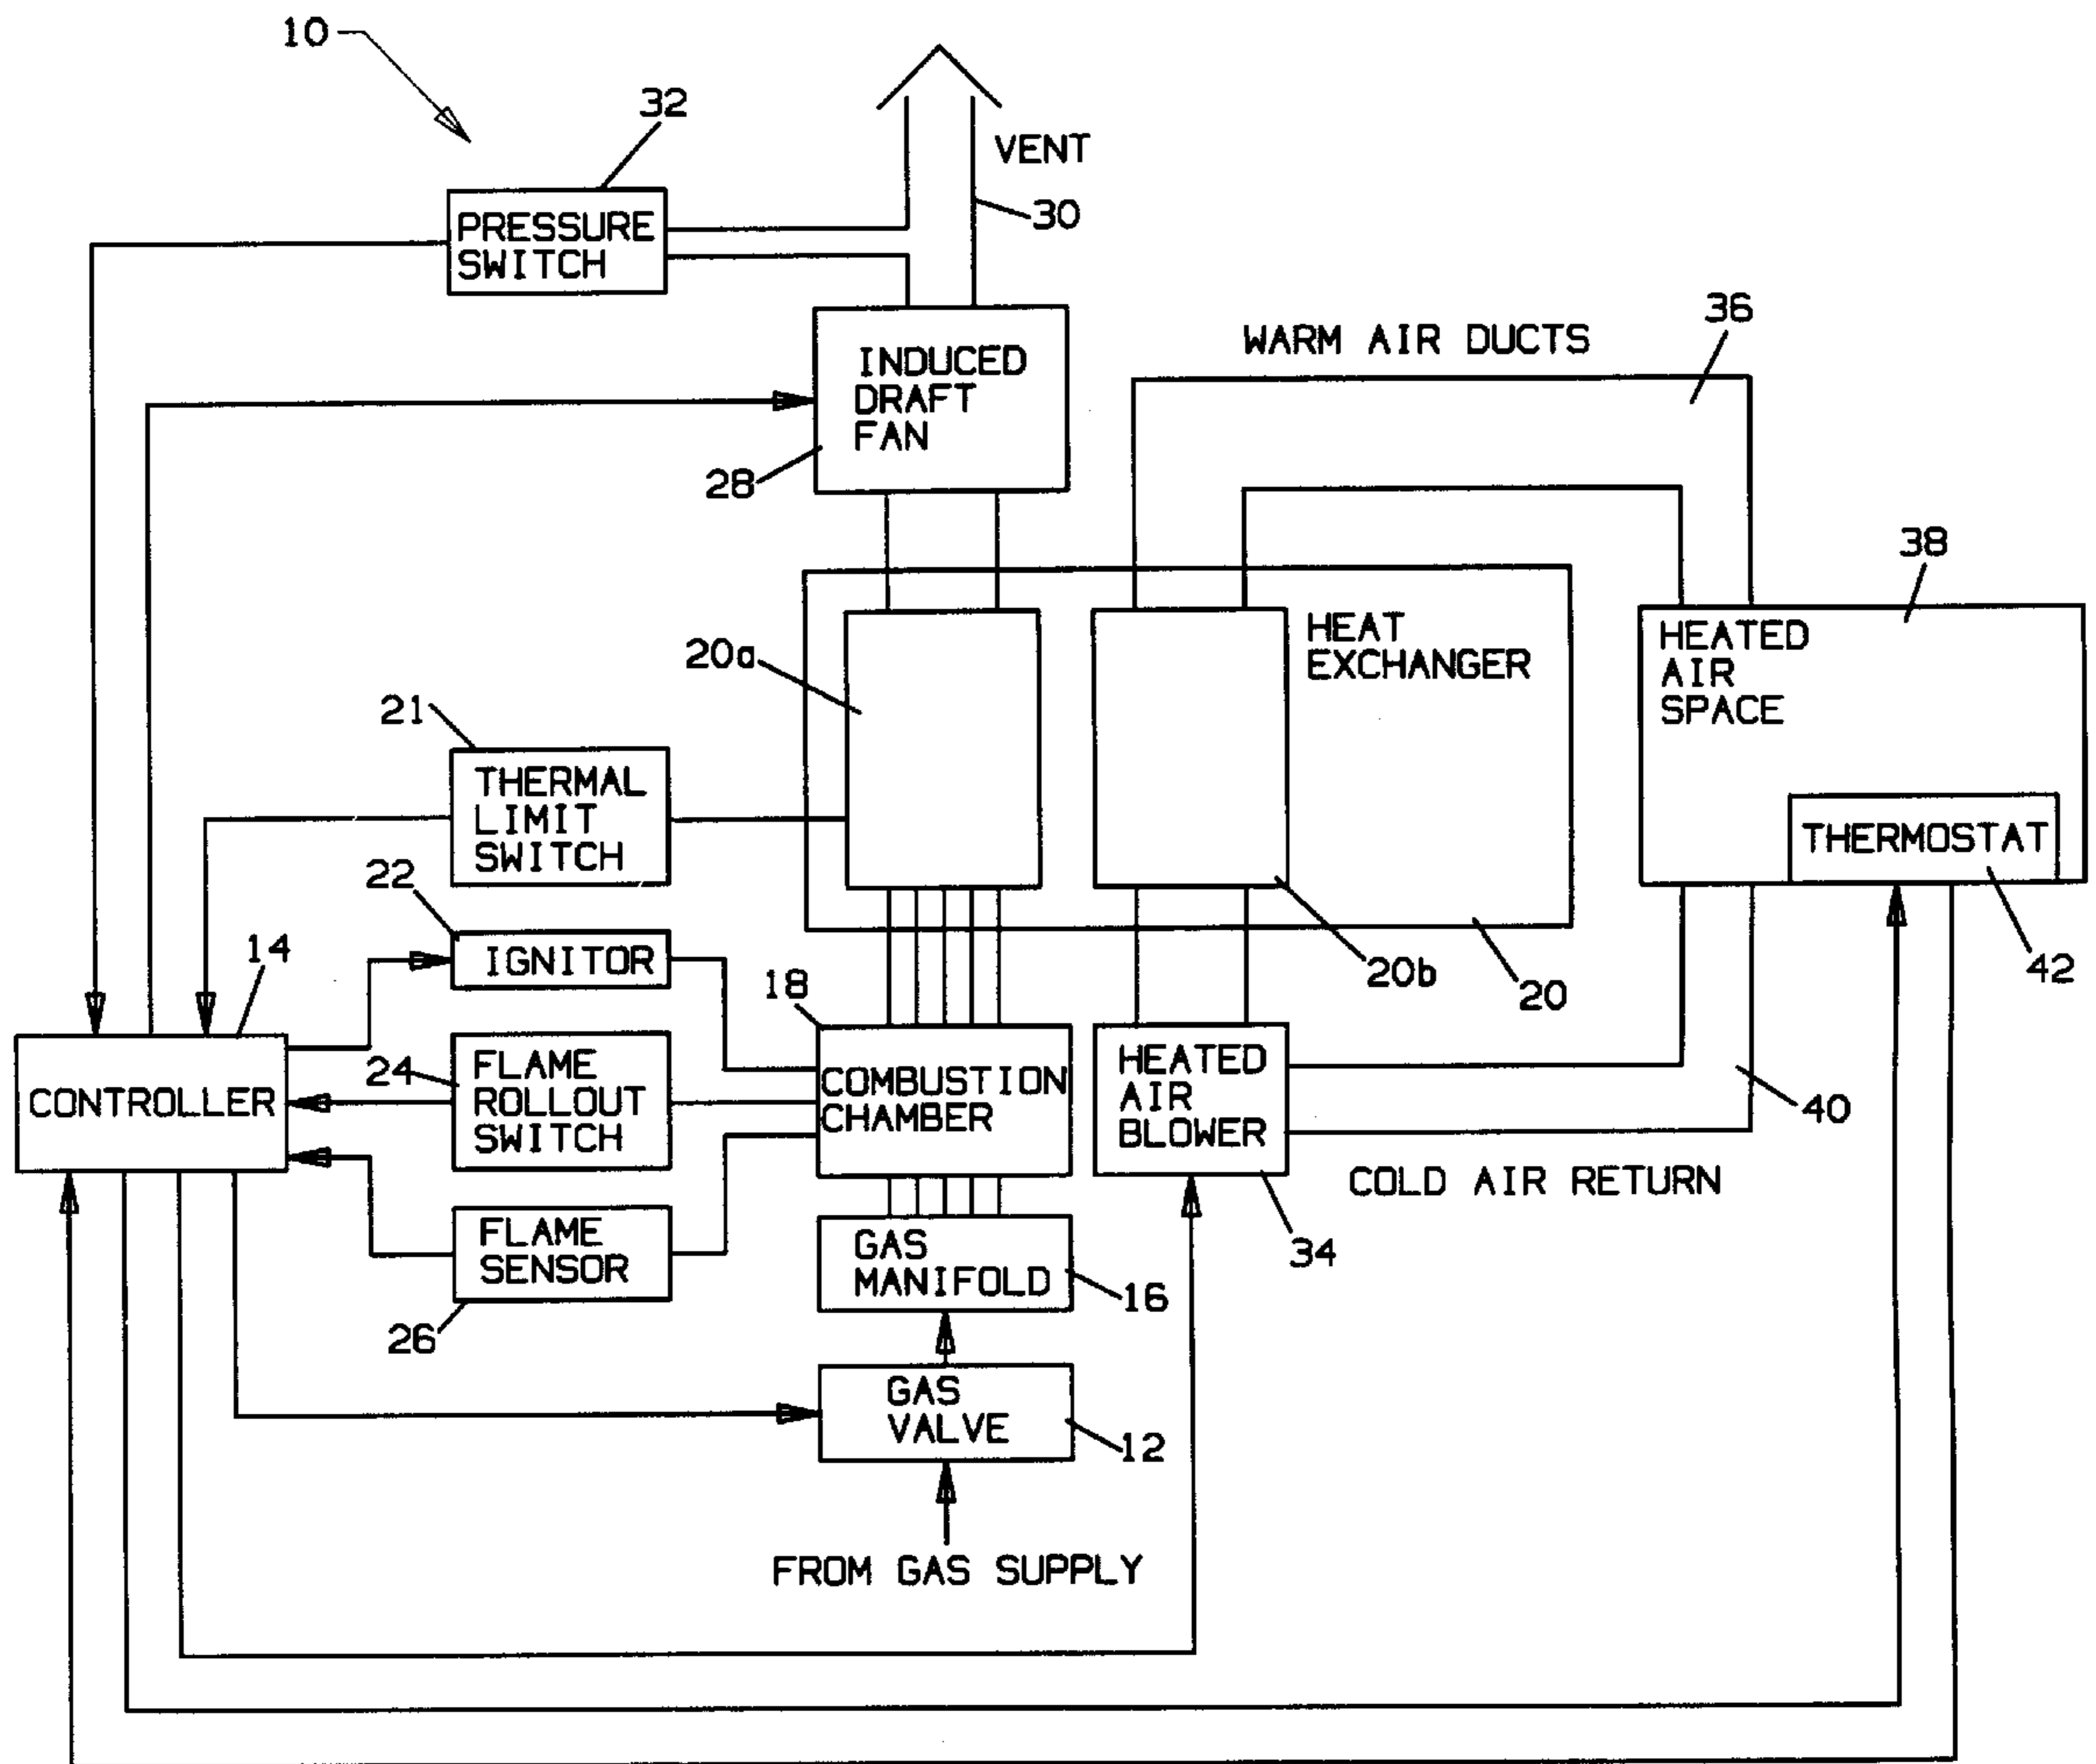 10
32
VENT
30
PRESSURE
SWITCH
36
WARM AIR DUCTS
INDUCED
DRAFT
FAN
28
38
HEAT
EXCHANGER
HEATED
AIR
SPACE
20a
21
THERMAL
LIMIT
SWITCH
THERMOSTAT
22
14
IGNITOR
18
20b
20
42
CONTROLLER
24
FLAME
ROLLOUT
SWITCH
COMBUSTION
CHAMBER
HEATED
AIR
BLOWER
40
COLD AIR RETURN
FLAME
SENSOR
26
GAS
MANIFOLD
16
34
GAS
VALVE
12
FROM GAS SUPPLY